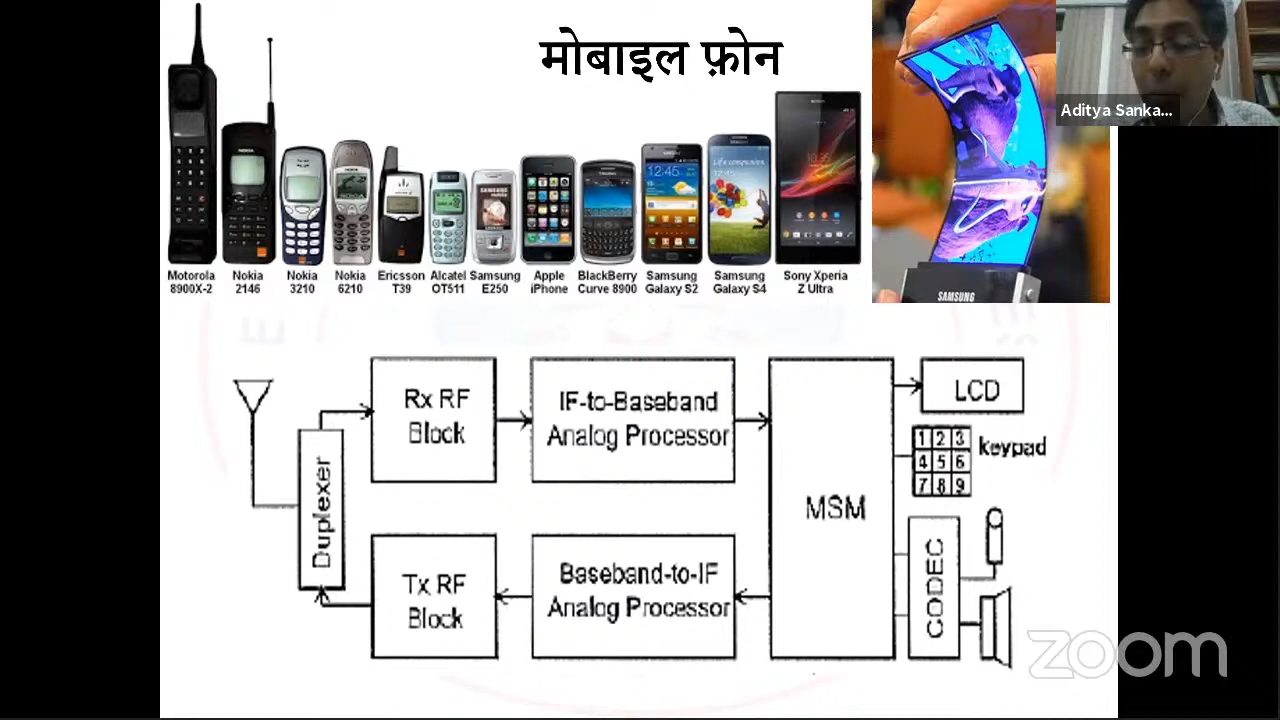 मोबाइल फ़ोन
Aditya Sanka...
Motorola 8900X-2
Nokia 2146
Nokia 3210
Nokia 6210
Ericsson T39
Alcatel OT511
Samsung E250
Apple iPhone
BlackBerry Curve 8900
Samsung Galaxy S2
Samsung Galaxy S4
Sony Xperia Z Ultra
SAMSUNG
Duplexer
Rx RF
Block
IF-to-Baseband
Analog Processor
Tx RF
Block
Baseband-to-IF
Analog Processor
MSM
LCD
1 2 3
4 5 6
7 8 9
keypad
CODEC
zoom